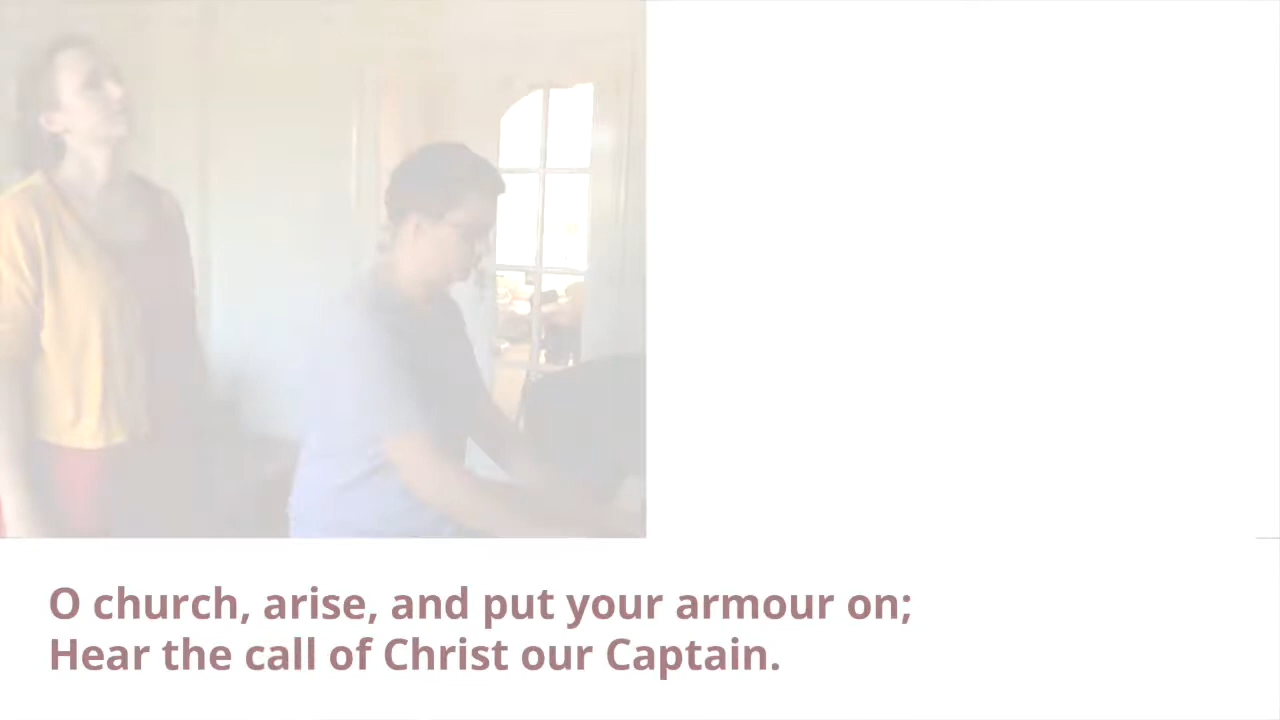 O church, arise, and put your armour on;
Hear the call of Christ our Captain.